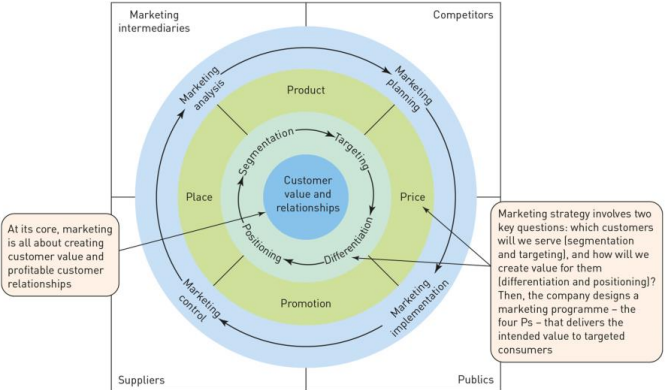 Marketing
intermediaries
Competitors
Marketing
analysis
Marketing
planning
Product
Segmentation
Targeting
Customer
value and
relationships
Place
Price
Positioning
Differentiation
Promotion
Marketing
control
Marketing
implementation
At its core, marketing
is all about creating
customer value and
profitable customer
relationships
Marketing strategy involves two
key questions: which customers
will we serve (segmentation
and targeting), and how will we
create value for them
(differentiation and positioning)?
Then, the company designs a
marketing programme – the
four Ps – that delivers the
intended value to targeted
consumers
Suppliers
Publics